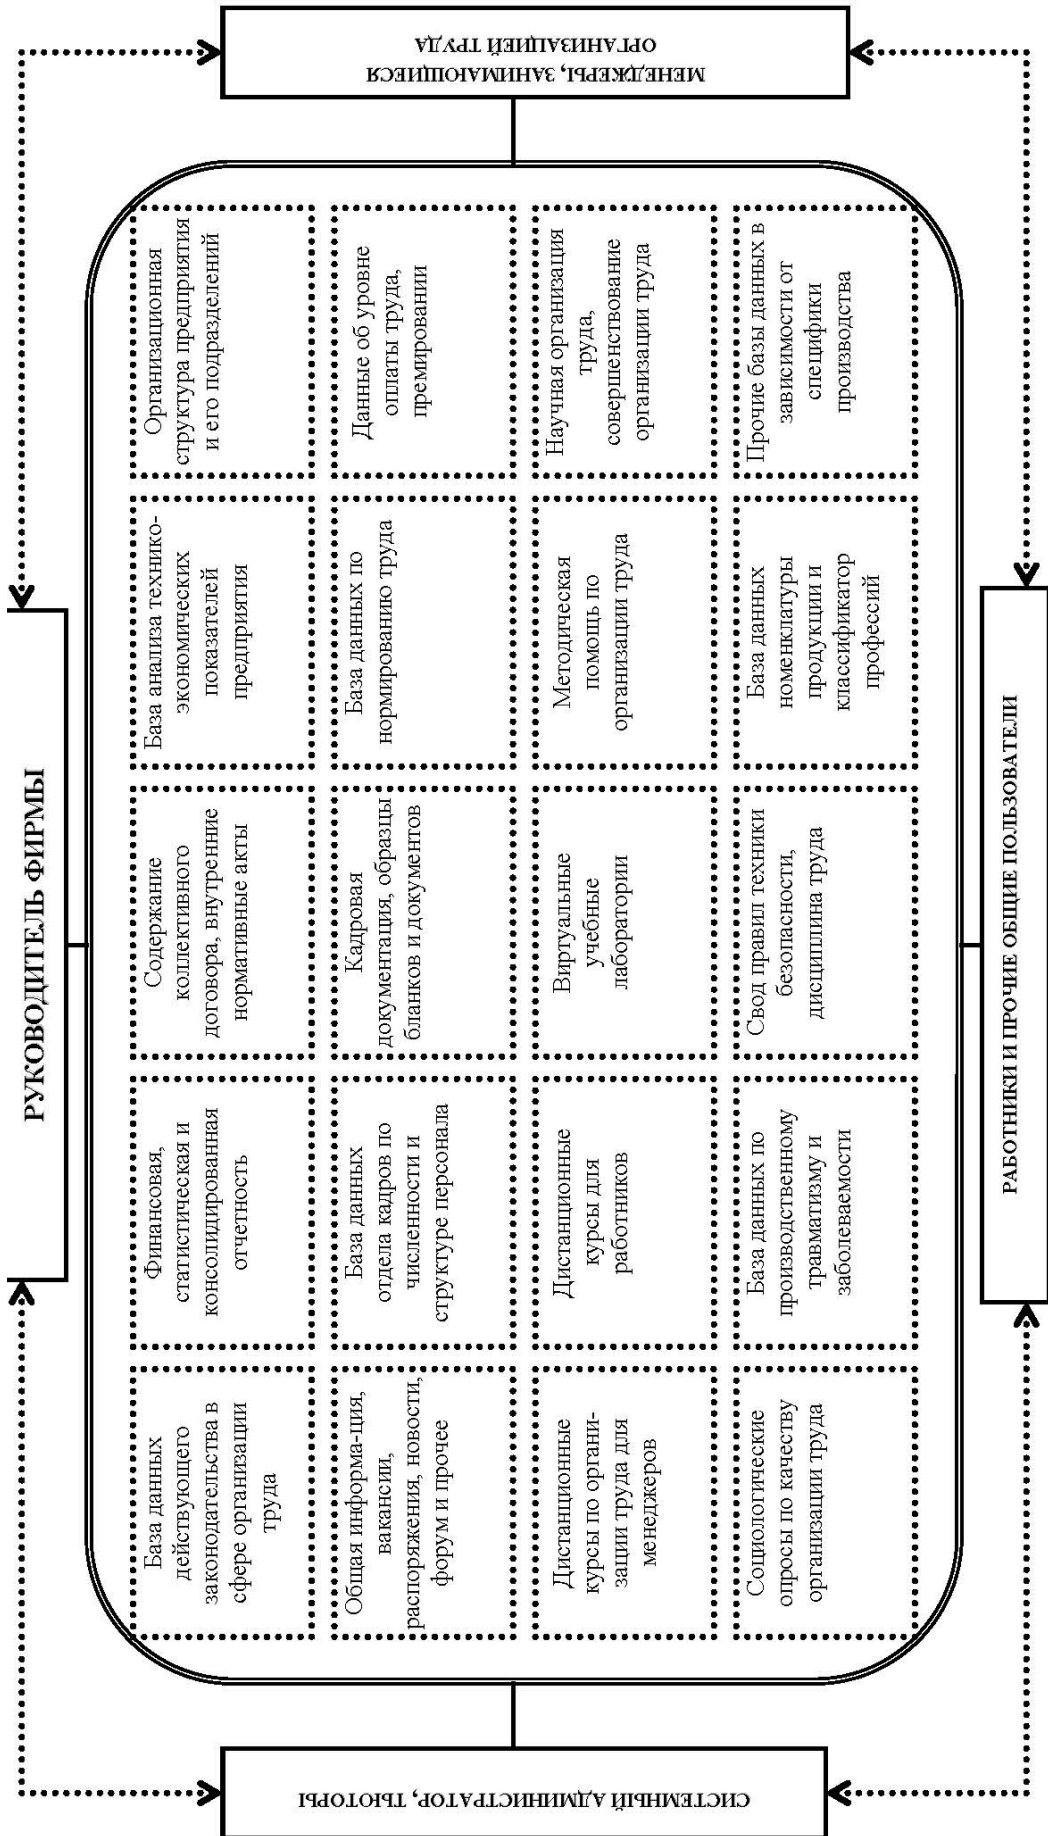 РУКОВОДИТЕЛЬ ФИРМЫ
СИСТЕМНЫЙ АДМИНИСТРАТОР, ТЬЮТОРЫ
База данных
действующего
законодательства в
сфере организации
труда
Финансовая,
статистическая и
консолидированная
отчетность
Содержание
коллективного
договора, внутренние
нормативные акты
База анализа технико-
экономических
показателей
предприятия
Организационная
структура предприятия
и его подразделений
Общая информа-ция,
вакансии,
распоряжения, новости,
форум и прочее
База данных
отдела кадров по
численности и
структуре персонала
Кадровая
документация, образцы
бланков и документов
База данных по
нормированию труда
Данные об уровне
оплаты труда,
премировании
Дистанционные
курсы по органи-
зации труда для
менеджеров
Дистанционные
курсы для
работников
Виртуальные
учебные
лаборатории
Методическая
помощь по
организации труда
Научная организация
труда,
совершенствование
организации труда
Социологические
опросы по качеству
организации труда
База данных по
производственному
травматизму и
заболеваемости
Свод правил техники
безопасности,
дисциплина труда
База данных
номенклатуры
продукции и
классификатор
профессий
Прочие базы данных в
зависимости от
специфики
производства
МЕНЕДЖЕРЫ, ЗАНИМАЮЩИЕСЯ
ОРГАНИЗАЦИЕЙ ТРУДА
РАБОТНИКИ И ПРОЧИЕ ОБЩИЕ ПОЛЬЗОВАТЕЛИ